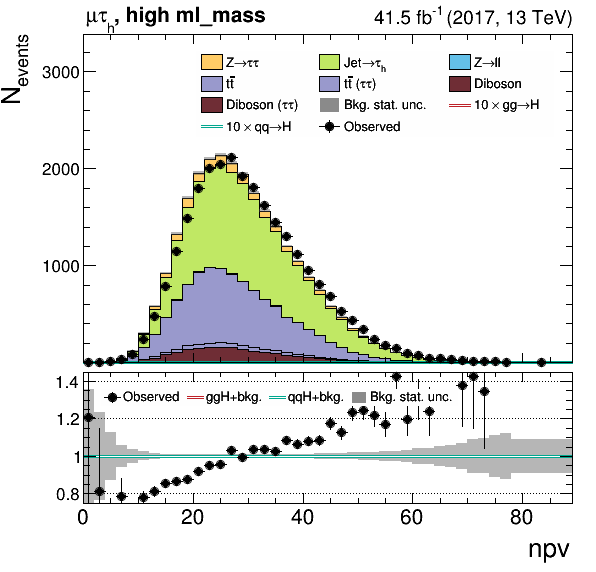 μτh, high ml_mass 41.5 fb⁻¹ (2017, 13 TeV)
Nevents
Z→ττ Jet→τh Z→ll
tt̄ tt̄ (ττ) Diboson
Diboson (ττ) Bkg. stat. unc. 10 × gg→H
10 × qq→H Observed
3000
2000
1000
Observed ggH+bkg. qqH+bkg. Bkg. stat. unc.
1.4
1.2
1
0.8
0 20 40 60 80
npv